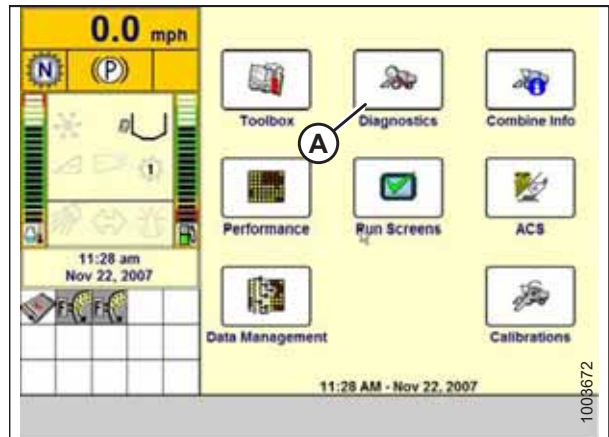 0.0 mph
N
(P)
1
11:28 am
Nov 22, 2007
F=
F=
Toolbox
Diagnostics
Combine Info
A
Performance
Run Screens
ACS
Data Management
Calibrations
11:28 AM - Nov 22, 2007
1003672